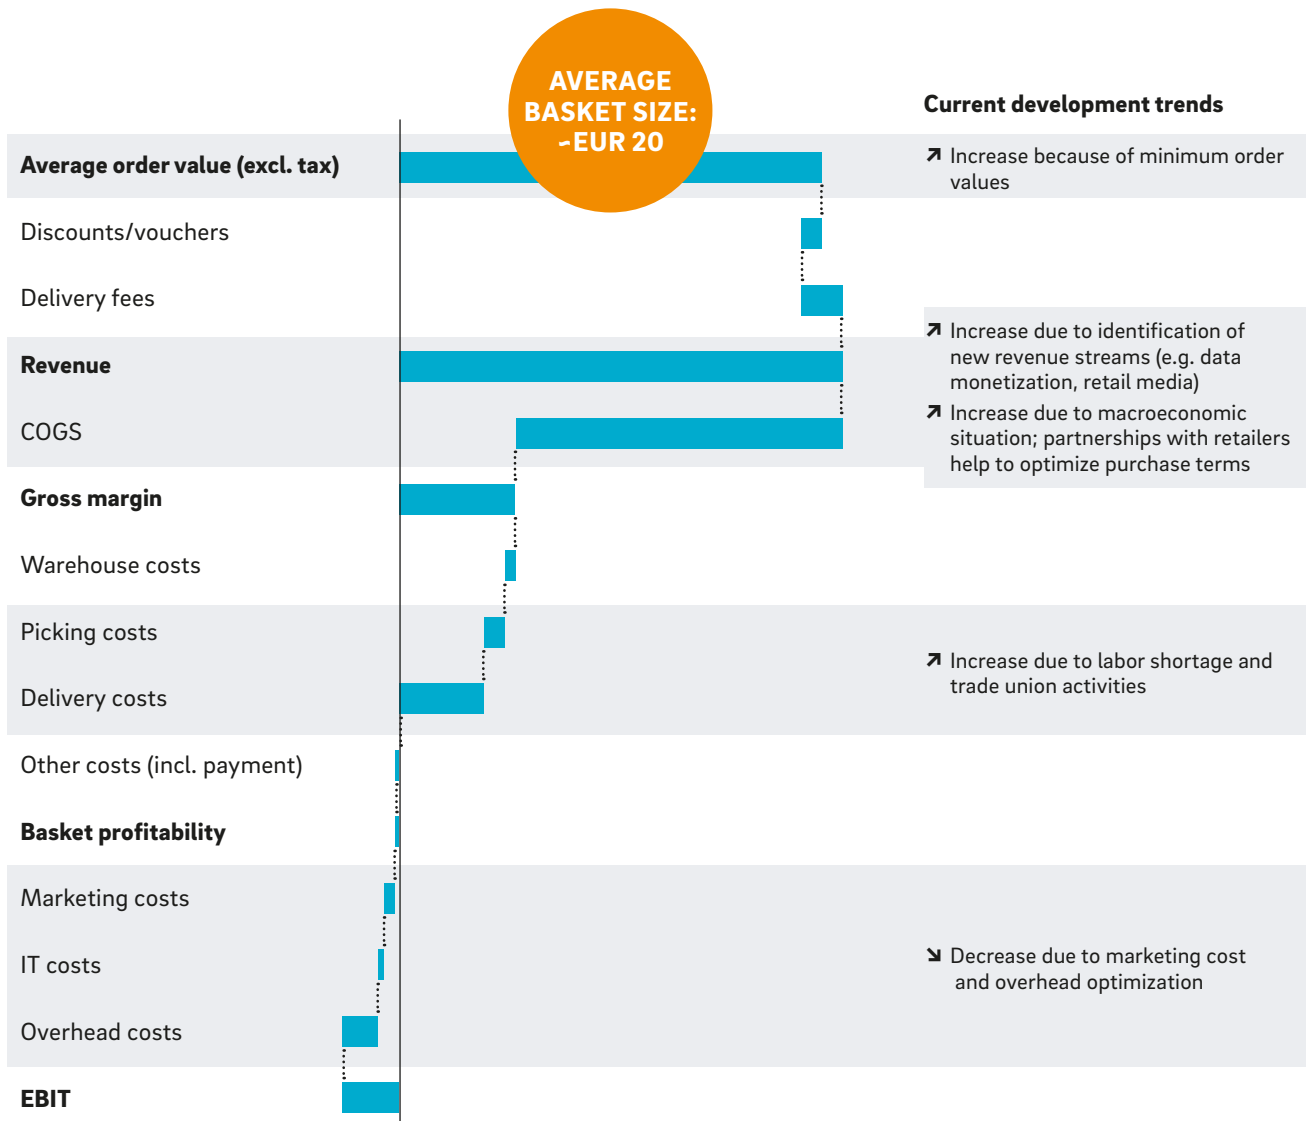 AVERAGE
BASKET SIZE:
~EUR 20
Current development trends
Average order value (excl. tax)
↗ Increase because of minimum order
values
Discounts/vouchers
Delivery fees
↗ Increase due to identification of
new revenue streams (e.g. data
monetization, retail media)
Revenue
↗ Increase due to macroeconomic
situation; partnerships with retailers
help to optimize purchase terms
COGS
Gross margin
Warehouse costs
Picking costs
↗ Increase due to labor shortage and
trade union activities
Delivery costs
Other costs (incl. payment)
Basket profitability
Marketing costs
IT costs
↘ Decrease due to marketing cost
and overhead optimization
Overhead costs
EBIT